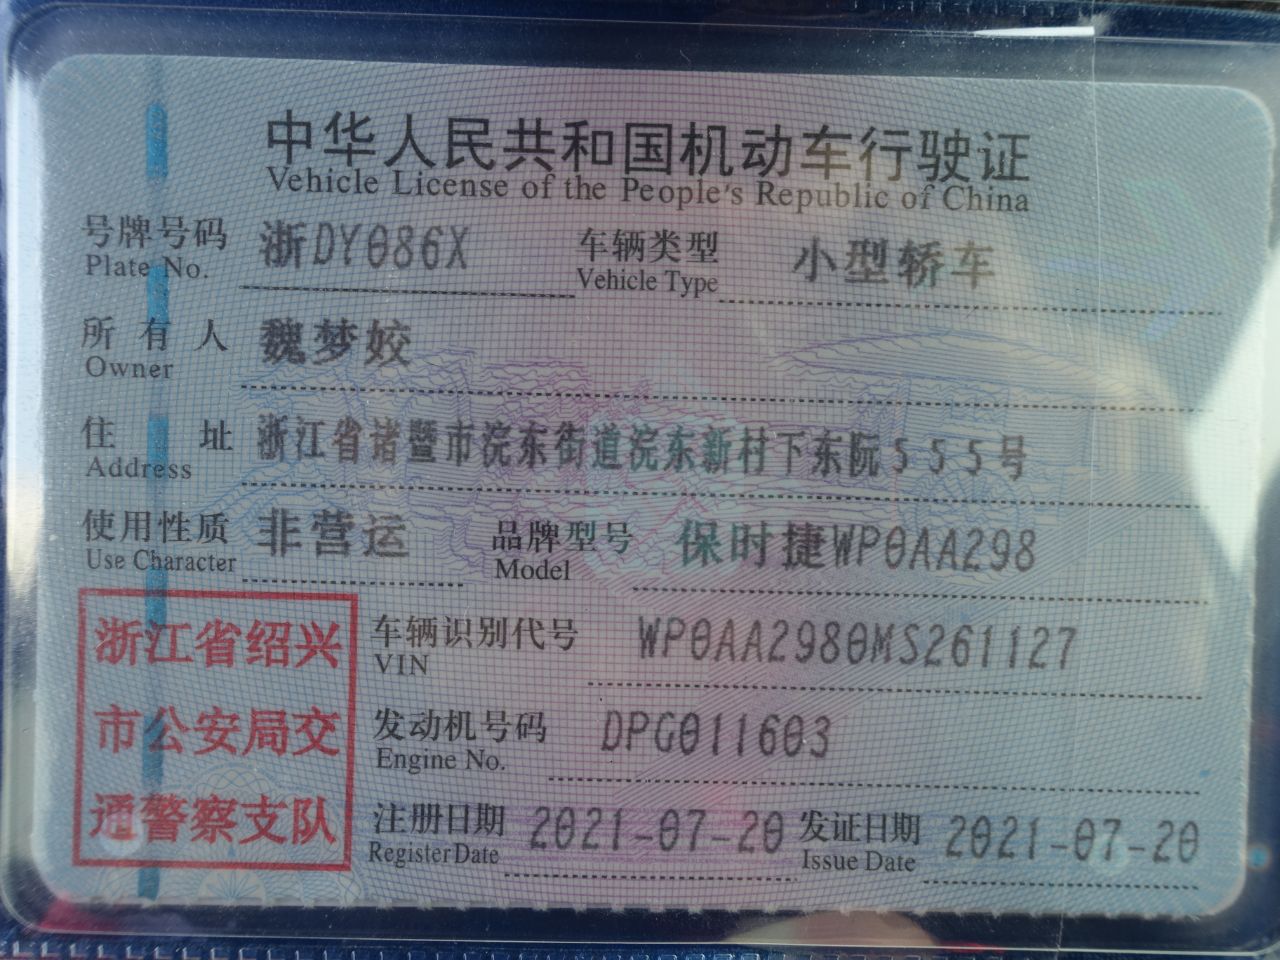 中华人民共和国机动车行驶证
Vehicle License of the People's Republic of China
号牌号码 浙DY086X 车辆类型 小型轿车
Plate No. Vehicle Type
所有人 魏梦姣
Owner
住址 浙江省诸暨市浣东街道浣东新村下东阮555号
Address
使用性质 非营运 品牌型号 保时捷WP0AA298
Use Character Model
浙江省绍兴
市公安局交
通警察支队
车辆识别代号 WP0AA2980MS261127
VIN
发动机号码 DPG011603
Engine No.
注册日期 2021-07-20 发证日期 2021-07-20
Register Date Issue Date